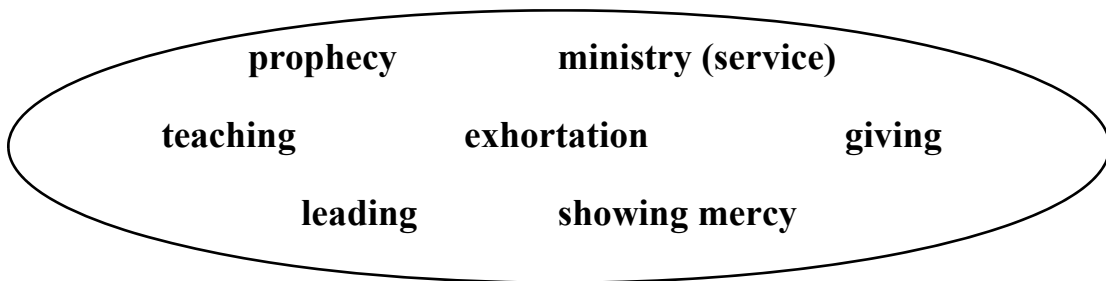 prophecy ministry (service)
teaching exhortation giving
leading showing mercy